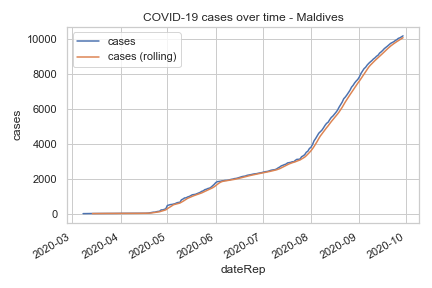 COVID-19 cases over time - Maldives
cases
cases (rolling)
10000
8000
6000
4000
2000
0
cases
2020-03
2020-04
2020-05
2020-06
2020-07
2020-08
2020-09
2020-10
dateRep